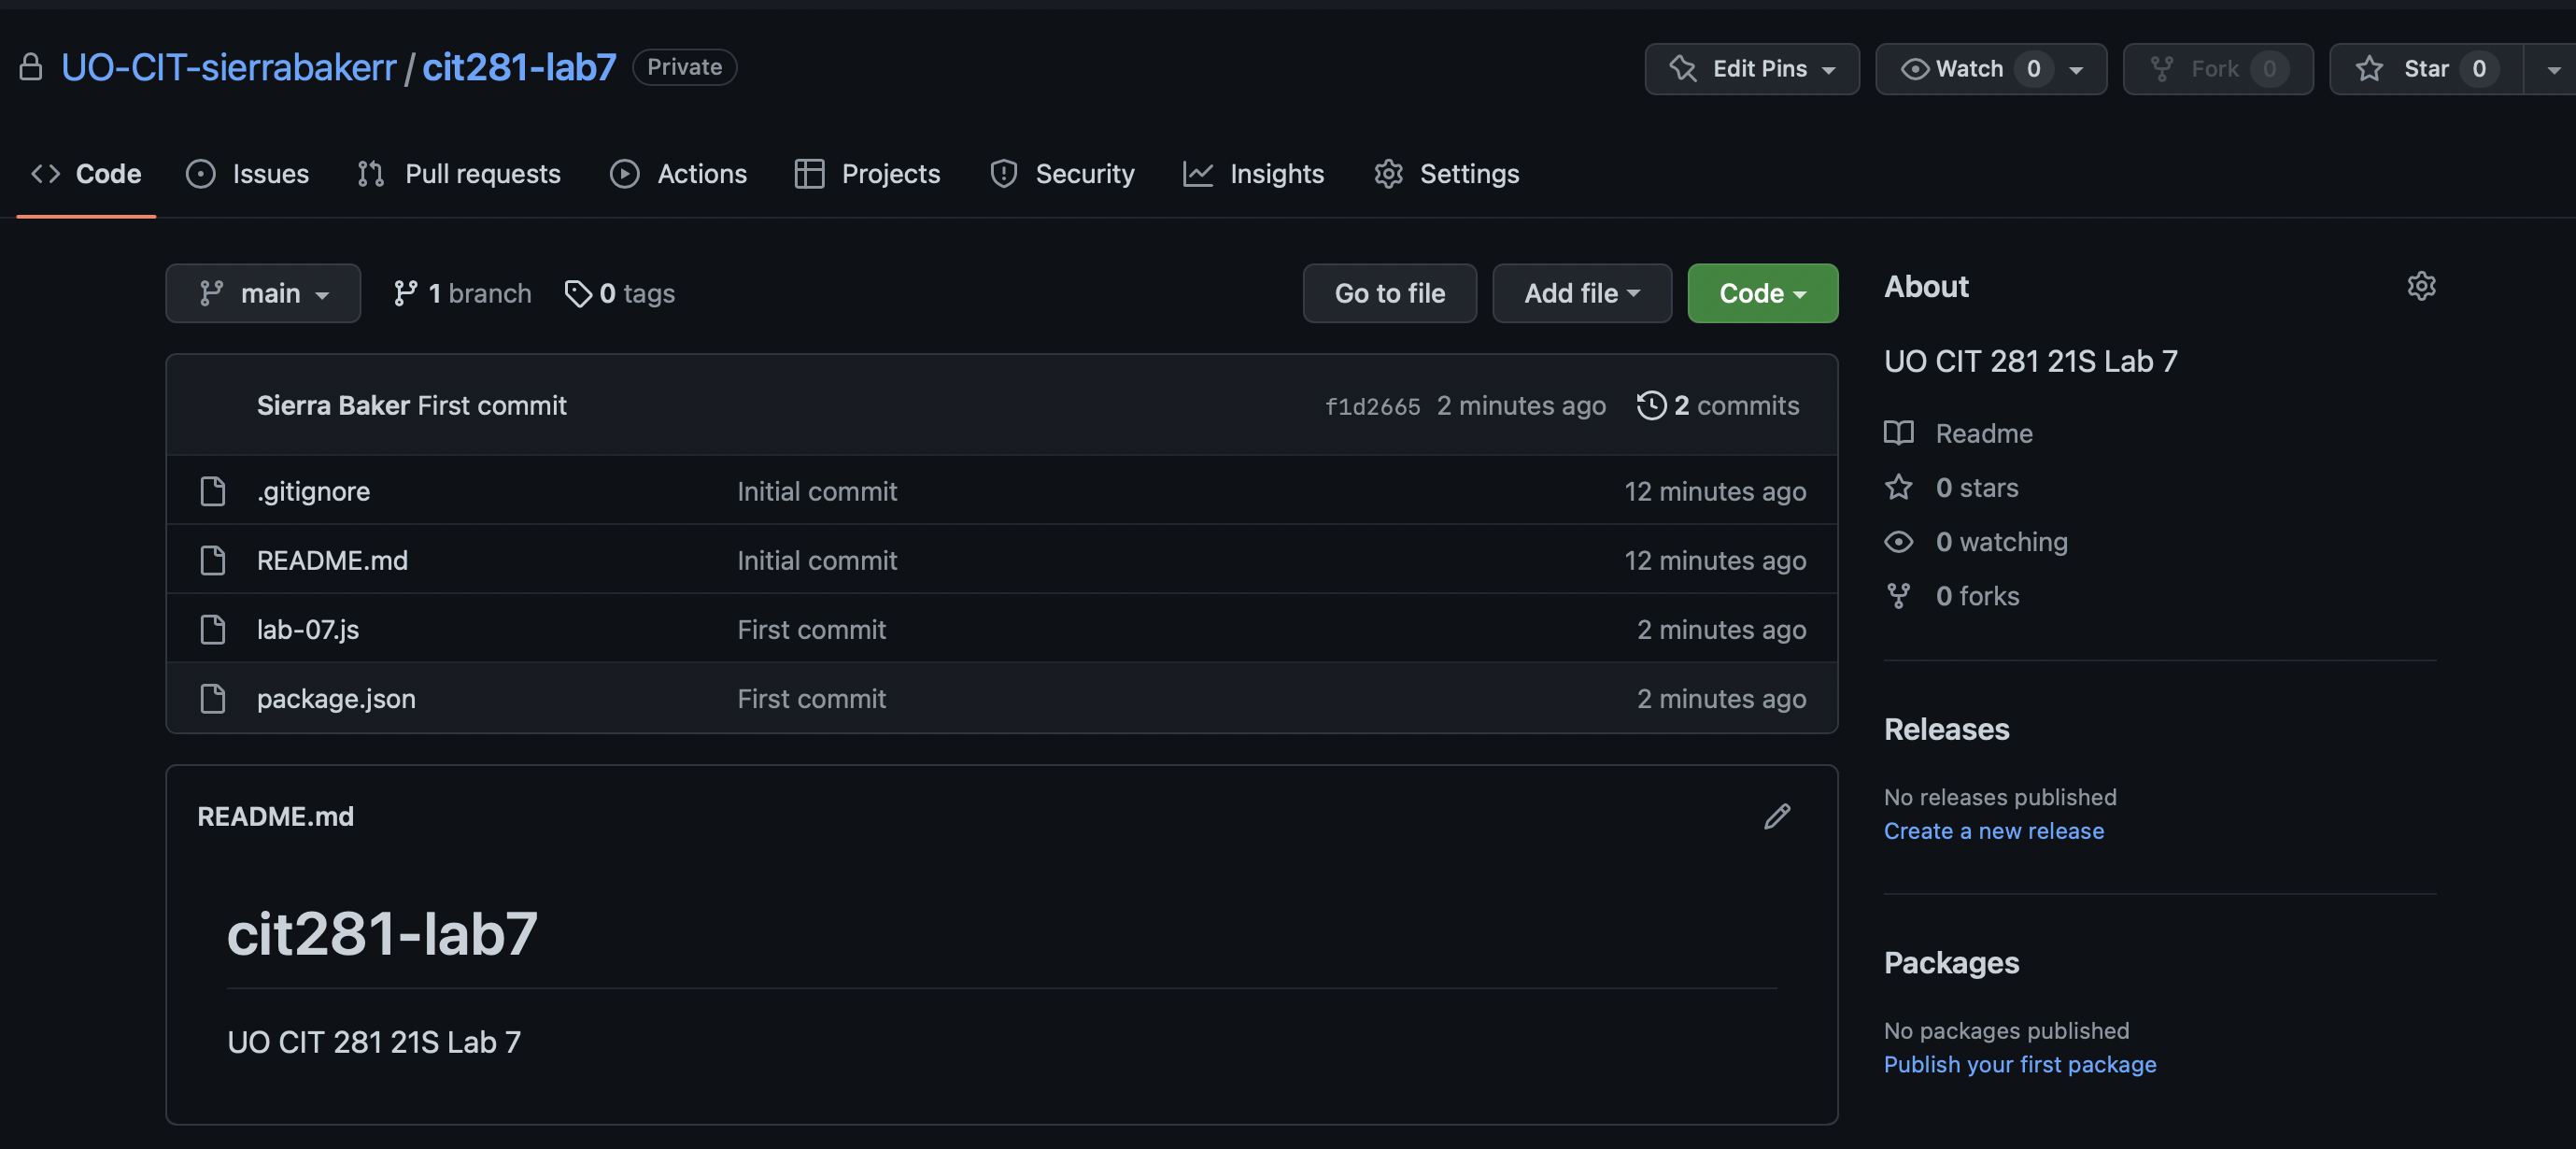 UO-CIT-sierrabakerr / cit281-lab7 Private
Edit Pins Watch 0 Fork 0 Star 0
Code Issues Pull requests Actions Projects Security Insights Settings
main 1 branch 0 tags Go to file Add file Code
Sierra Baker First commit f1d2665 2 minutes ago 2 commits
.gitignore Initial commit 12 minutes ago
README.md Initial commit 12 minutes ago
lab-07.js First commit 2 minutes ago
package.json First commit 2 minutes ago
README.md
cit281-lab7
UO CIT 281 21S Lab 7
About
UO CIT 281 21S Lab 7
Readme
0 stars
0 watching
0 forks
Releases
No releases published
Create a new release
Packages
No packages published
Publish your first package